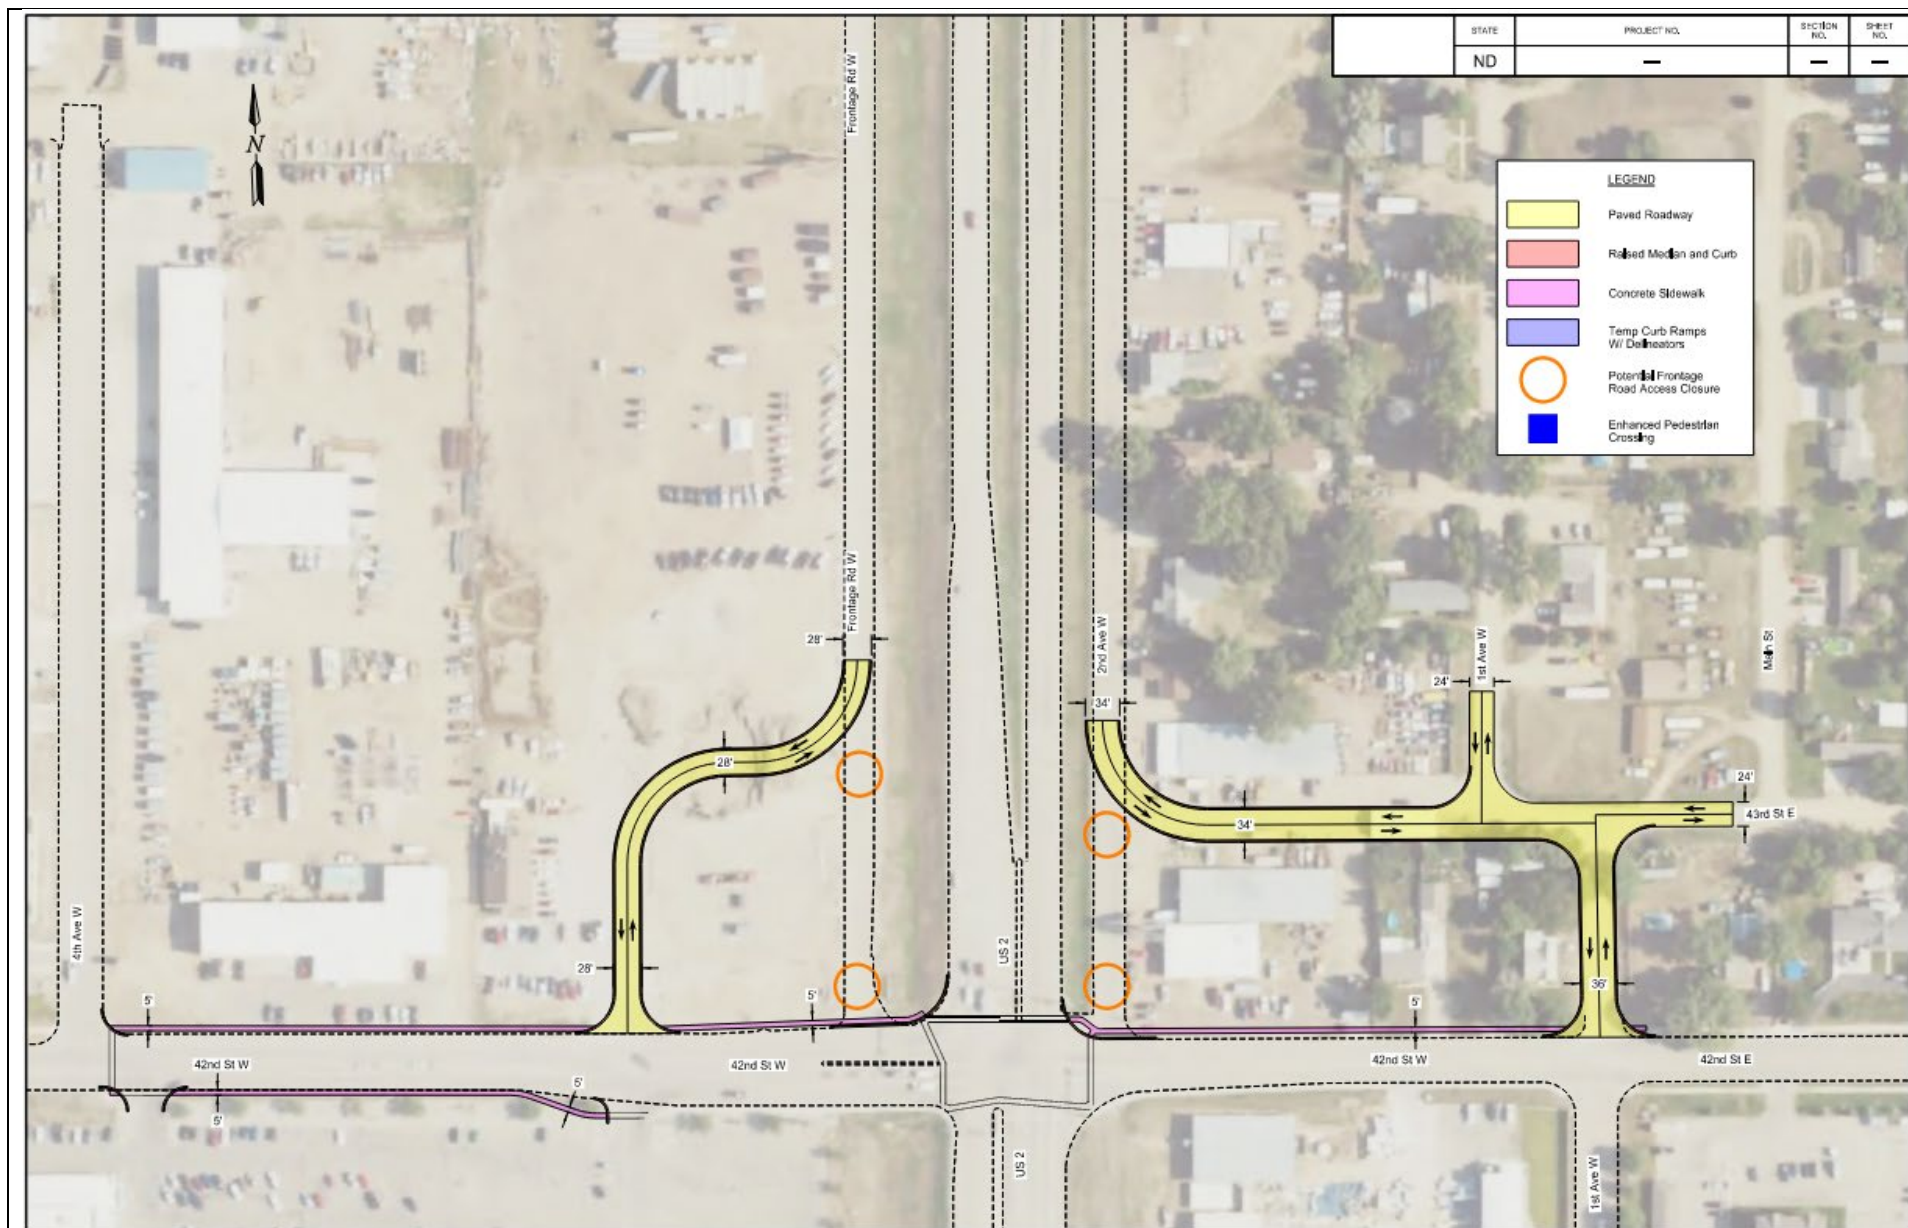 STATE
PROJECT NO.
SECTION
NO.
SHEET
NO.
ND
—
—
—
N
Frontage Rd W
LEGEND
Paved Roadway
Raised Median and Curb
Concrete Sidewalk
Temp Curb Ramps
W/ Delineators
Potential Frontage
Road Access Closure
Enhanced Pedestrian
Crossing
Frontage Rd W
28'
2nd Ave W
34'
1st Ave W
24'
Main St
28'
34'
24'
43rd St E
4th Ave W
US 2
28'
36'
5'
5'
5'
42nd St W
42nd St W
42nd St W
42nd St E
5'
5'
US 2
1st Ave W